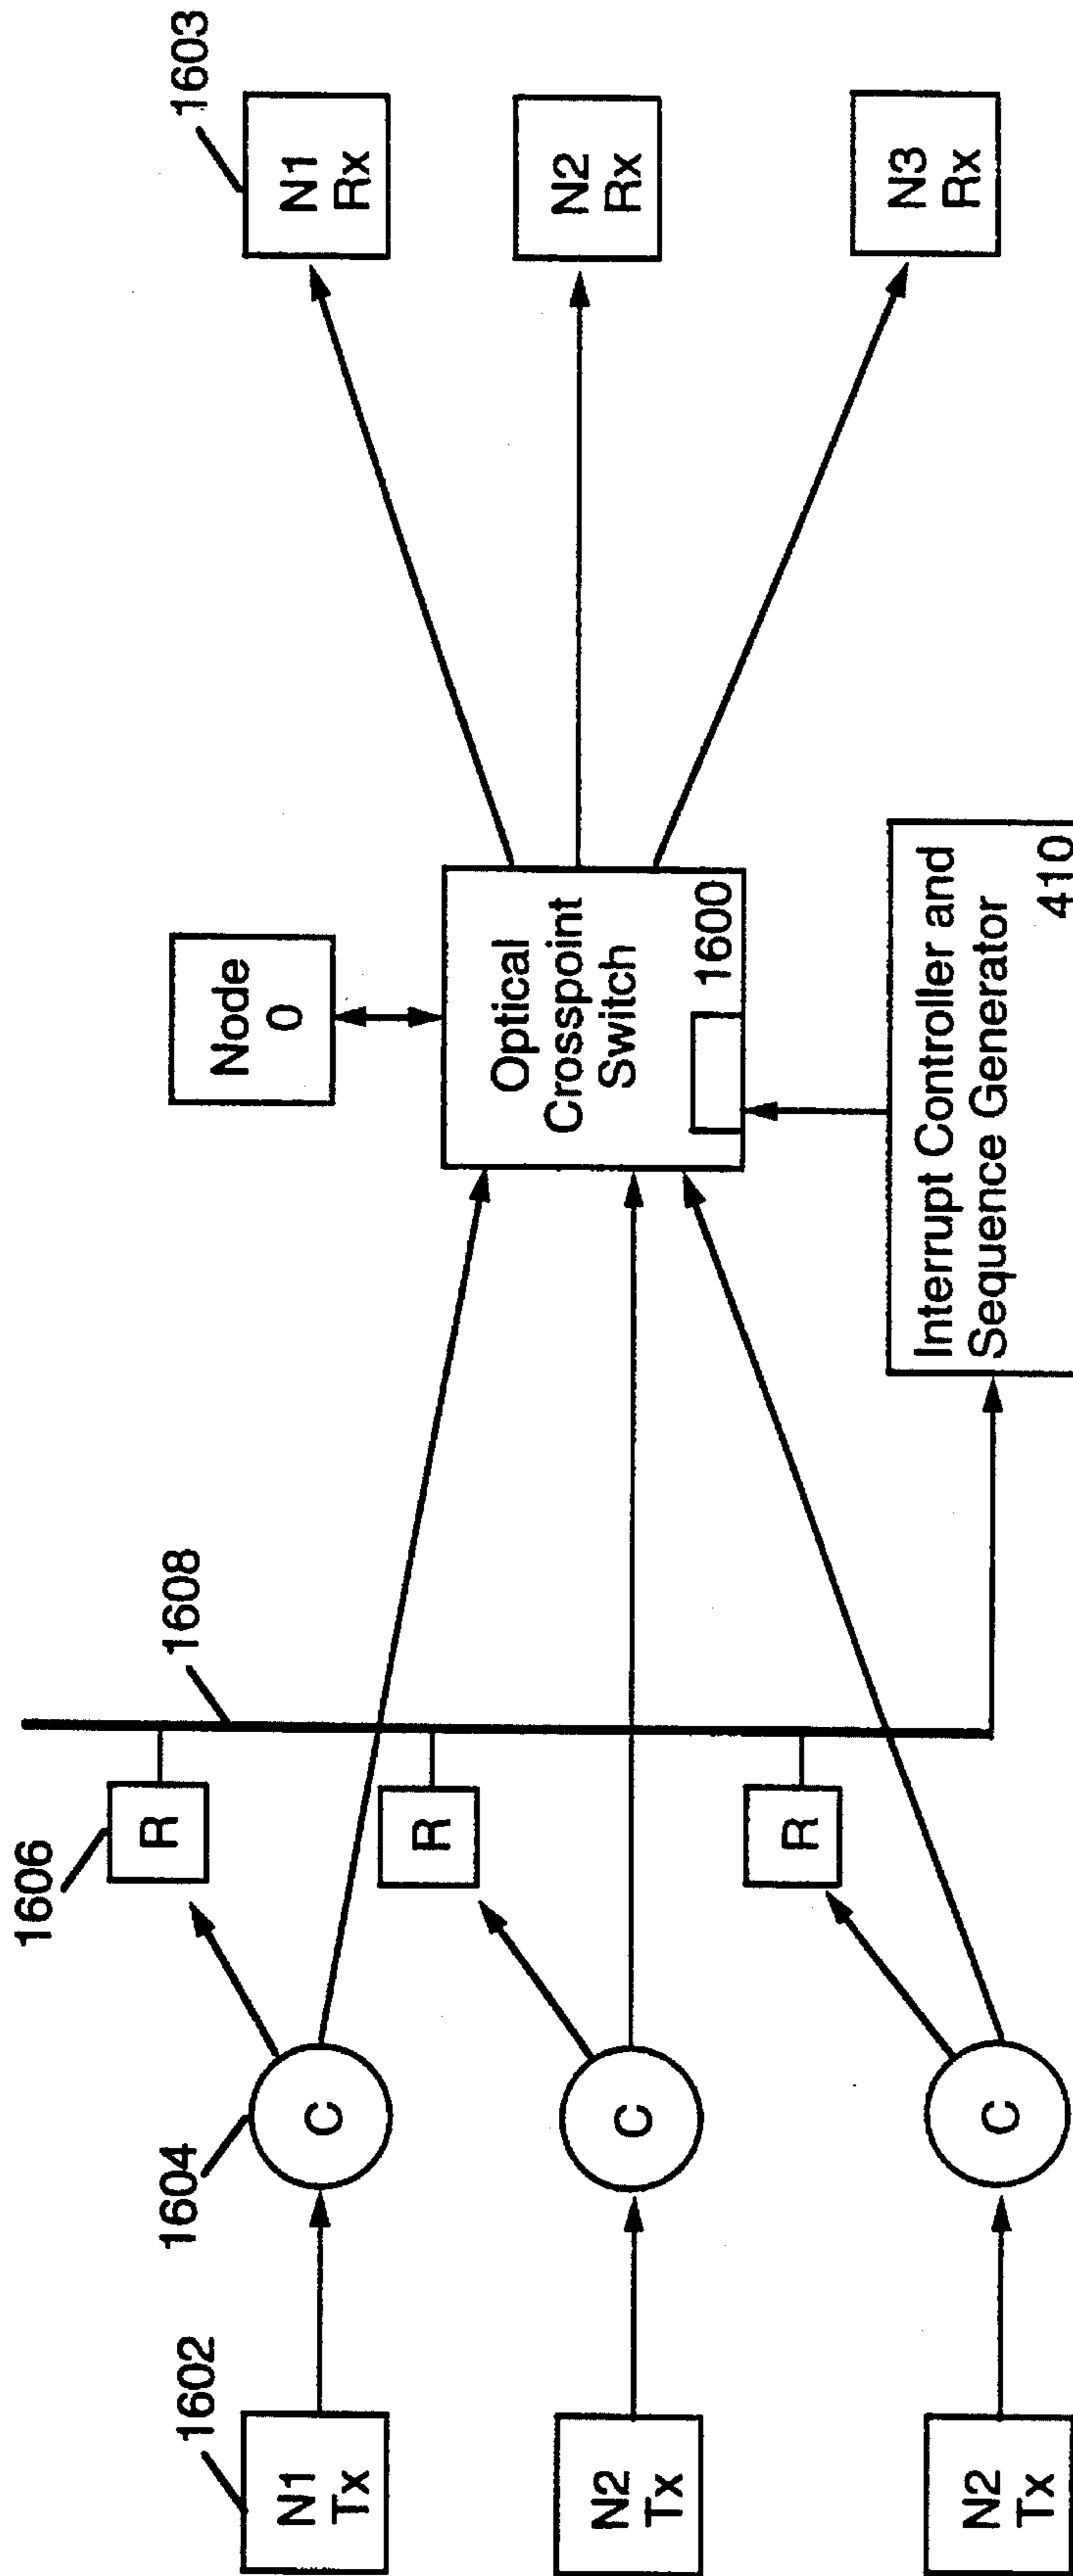 1602
N1
Tx
1604
C
1606
R
1608
N2
Tx
C
R
N2
Tx
C
R
Node
0
Optical
Crosspoint
Switch
1600
Interrupt Controller and
Sequence Generator
410
1603
N1
Rx
N2
Rx
N3
Rx